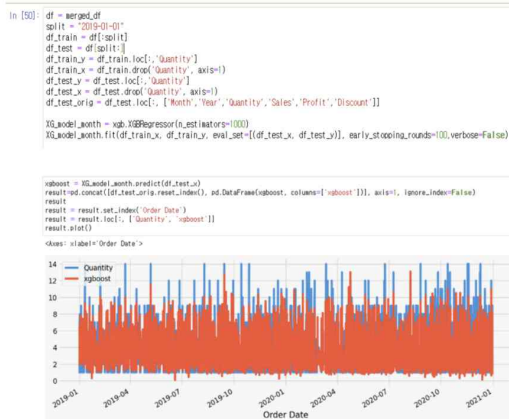 In [50]:
df = merged_df
split = "2019-01-01"
df_train = df[:split]
df_test = df[split:]
df_train_y = df_train.loc[:,'Quantity']
df_train_x = df_train.drop('Quantity', axis=1)
df_test_y = df_test.loc[:,'Quantity']
df_test_x = df_test.drop('Quantity', axis=1)
df_test_orig = df_test.loc[:, ['Month','Year','Quantity','Sales','Profit','Discount']]
XG_model_month = xgb.XGBRegressor(n_estimators=1000)
XG_model_month.fit(df_train_x, df_train_y, eval_set=[(df_test_x, df_test_y)], early_stopping_rounds=100,verbose=False)
xgboost = XG_model_month.predict(df_test_x)
result=pd.concat([df_test_orig.reset_index(), pd.DataFrame(xgboost, columns=['xgboost'])], axis=1, ignore_index=False)
result
result = result.set_index('Order Date')
result = result.loc[:, ['Quantity', 'xgboost']]
result.plot()
<Axes: xlabel='Order Date'>
14
12
10
8
6
4
2
0
Quantity
xgboost
2019-01
2019-04
2019-07
2019-10
2020-01
2020-04
2020-07
2020-10
2021-01
Order Date